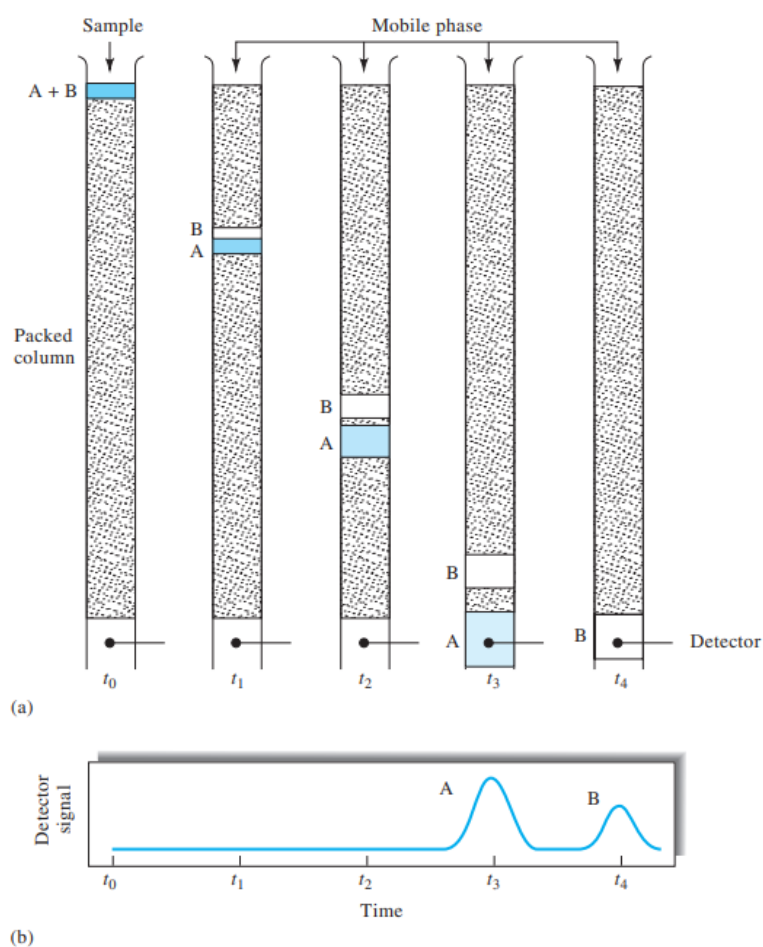 Sample
Mobile phase
A + B
B
A
Packed
column
B
A
B
A
B
Detector
t0
t1
t2
t3
t4
(a)
Detector
signal
A
B
t0
t1
t2
t3
t4
Time
(b)